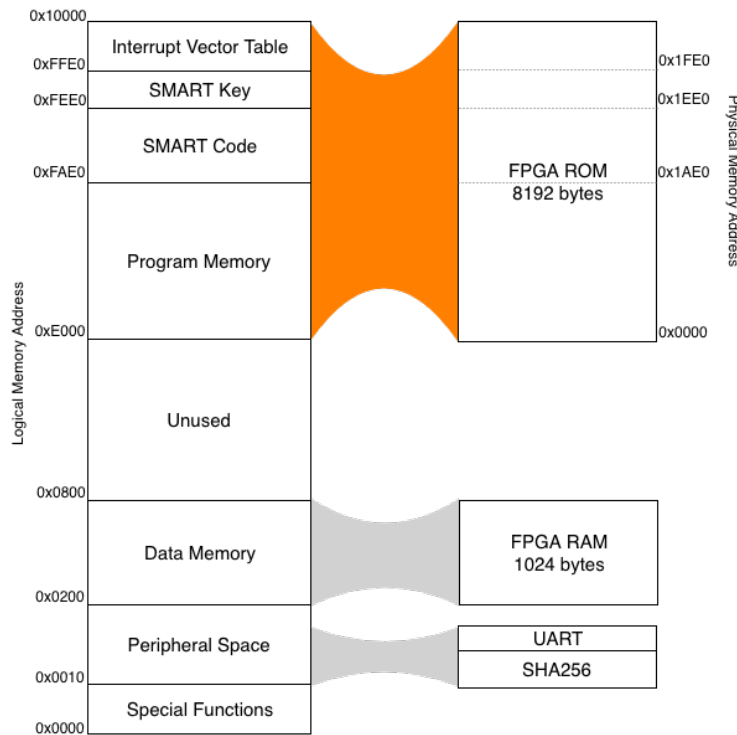 0x10000
Interrupt Vector Table
0xFFE0
0x1FE0
SMART Key
0xFEE0
0x1EE0
SMART Code
0xFAE0
0x1AE0
FPGA ROM
8192 bytes
Physical Memory Address
Program Memory
Logical Memory Address
0xE000
0x0000
Unused
0x0800
Data Memory
FPGA RAM
1024 bytes
0x0200
Peripheral Space
UART
SHA256
0x0010
Special Functions
0x0000